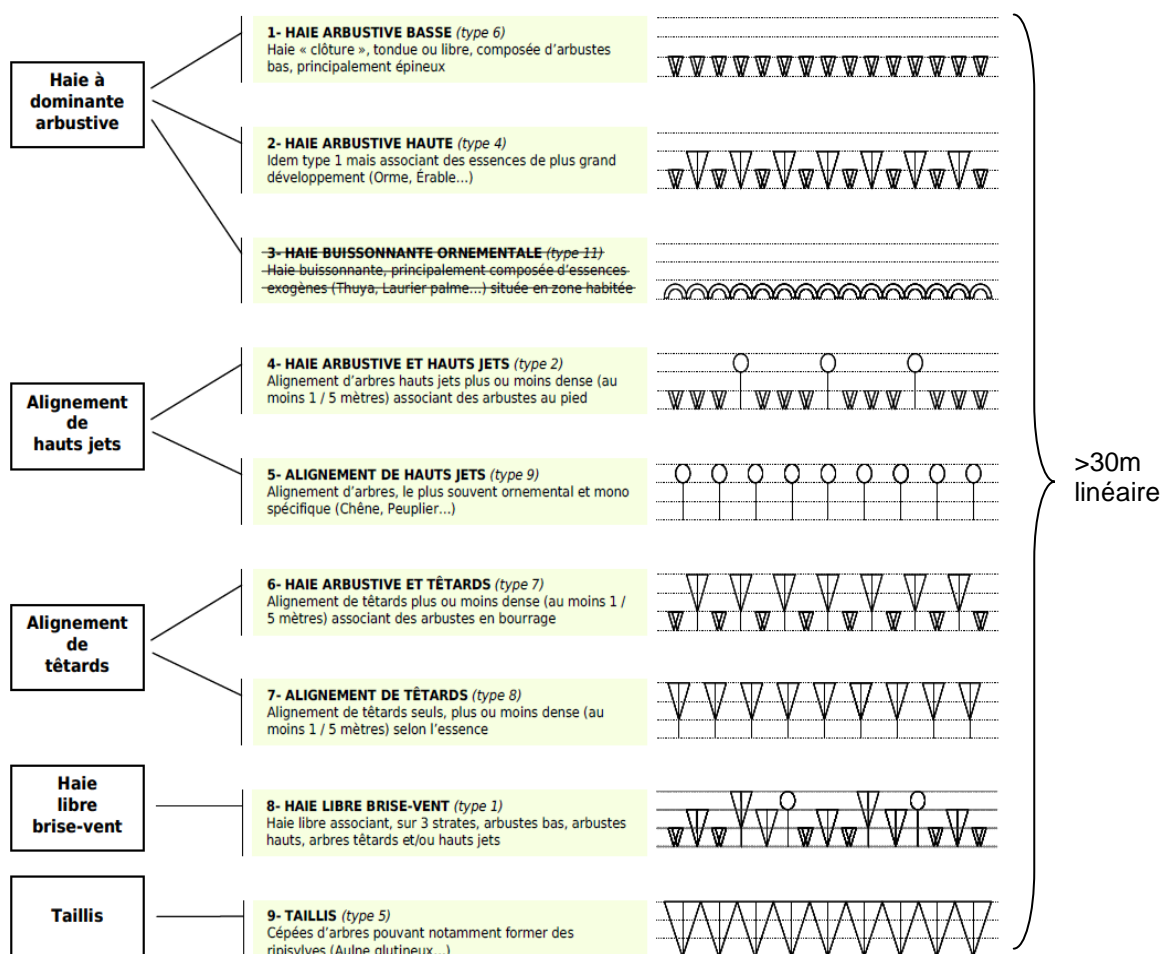 Haie à
dominante
arbustive
1- HAIE ARBUSTIVE BASSE (type 6)
Haie « clôture », tondue ou libre, composée d’arbustes
bas, principalement épineux
2- HAIE ARBUSTIVE HAUTE (type 4)
Idem type 1 mais associant des essences de plus grand
développement (Orme, Érable...)
3- HAIE BUISSONNANTE ORNEMENTALE (type 11)
Haie buissonnante, principalement composée d’essences
exogènes (Thuya, Laurier palme...) située en zone habitée
Alignement
de
hauts jets
4- HAIE ARBUSTIVE ET HAUTS JETS (type 2)
Alignement d’arbres hauts jets plus ou moins dense (au
moins 1 / 5 mètres) associant des arbustes au pied
5- ALIGNEMENT DE HAUTS JETS (type 9)
Alignement d’arbres, le plus souvent ornemental et mono
spécifique (Chêne, Peuplier...)
>30m
linéaire
Alignement
de
têtards
6- HAIE ARBUSTIVE ET TÊTARDS (type 7)
Alignement de têtards plus ou moins dense (au moins 1 /
5 mètres) associant des arbustes en bourrage
7- ALIGNEMENT DE TÊTARDS (type 8)
Alignement de têtards seuls, plus ou moins dense (au
moins 1 / 5 mètres) selon l’essence
Haie
libre
brise-vent
8- HAIE LIBRE BRISE-VENT (type 1)
Haie libre associant, sur 3 strates, arbustes bas, arbustes
hauts, arbres têtards et/ou hauts jets
Taillis
9- TAILLIS (type 5)
Cépées d’arbres pouvant notamment former des
ripisylves (Aulne glutineux...)